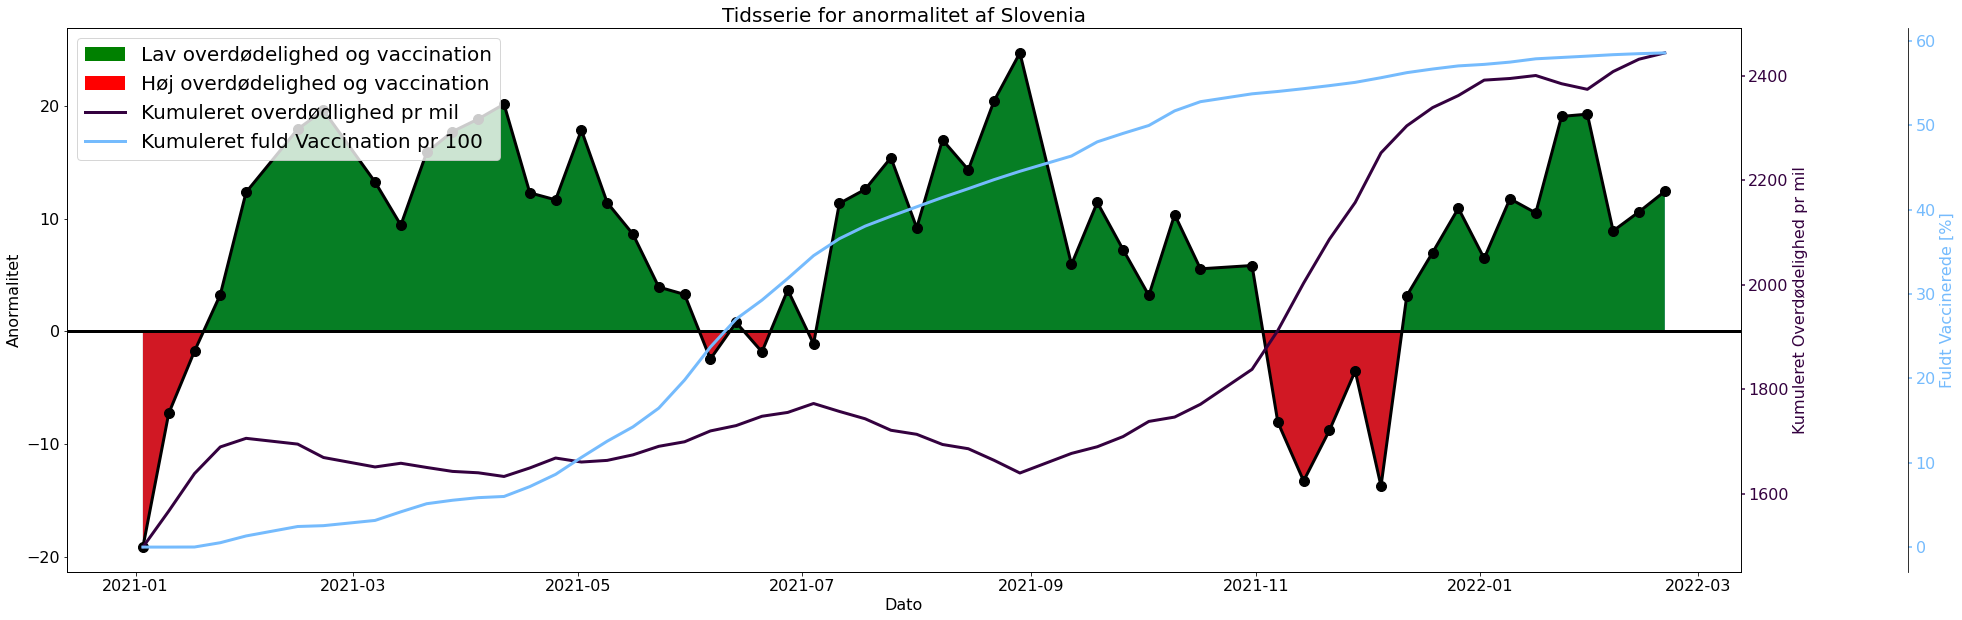 Tidsserie for anormalitet af Slovenia
Lav overdødelighed og vaccination
Høj overdødelighed og vaccination
Kumuleret overdødlighed pr mil
Kumuleret fuld Vaccination pr 100
Anormalitet
20
10
0
−10
−20
2021-01
2021-03
2021-05
2021-07
2021-09
2021-11
2022-01
2022-03
Dato
2400
2200
2000
1800
1600
Kumuleret Overdødelighed pr mil
60
50
40
30
20
10
0
Fuldt Vaccinerede [%]